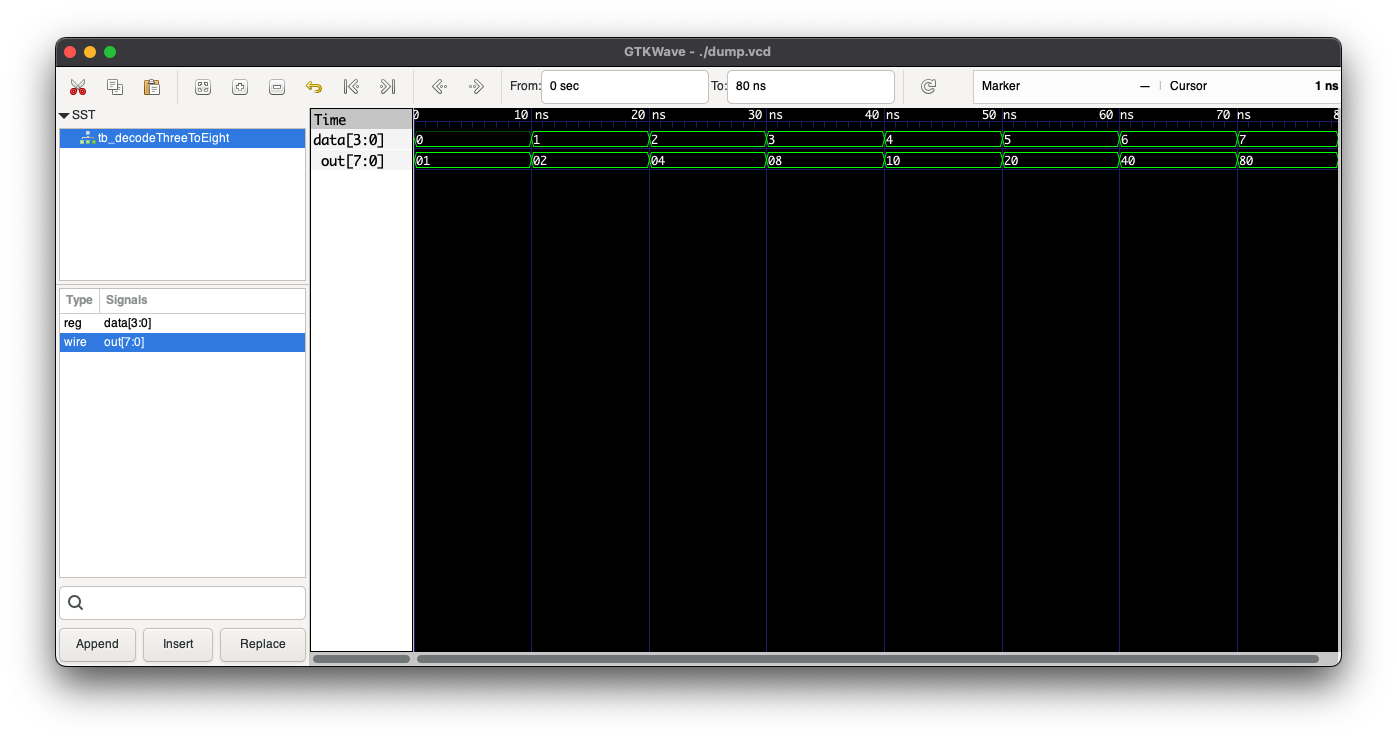 GTKWave - ./dump.vcd
From: 0 sec To: 80 ns Marker — | Cursor 1 ns
SST
tb_decodeThreeToEight
Type Signals
reg data[3:0]
wire out[7:0]
Append Insert Replace
Time
data[3:0]
out[7:0]
0 10 ns 20 ns 30 ns 40 ns 50 ns 60 ns 70 ns 8
0 1 2 3 4 5 6 7
01 02 04 08 10 20 40 80